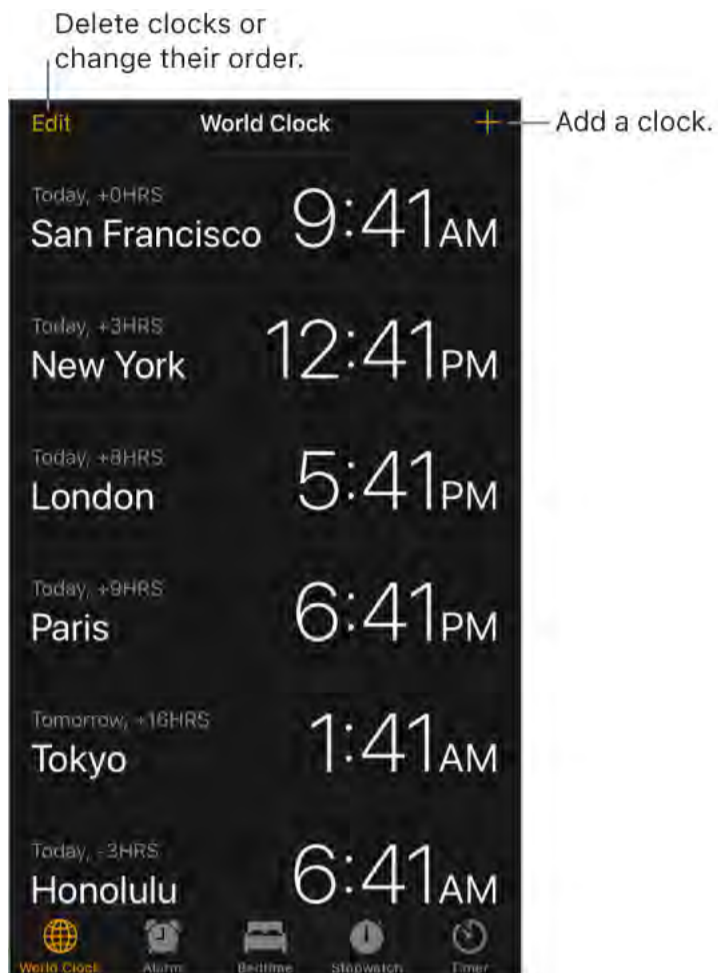 Delete clocks or
change their order.
Edit World Clock + Add a clock.
Today, +0HRS
San Francisco 9:41AM
Today, +3HRS
New York 12:41PM
Today, +8HRS
London 5:41PM
Today, +9HRS
Paris 6:41PM
Tomorrow, +16HRS
Tokyo 1:41AM
Today, -3HRS
Honolulu 6:41AM
World Clock Alarm Bedtime Stopwatch Timer